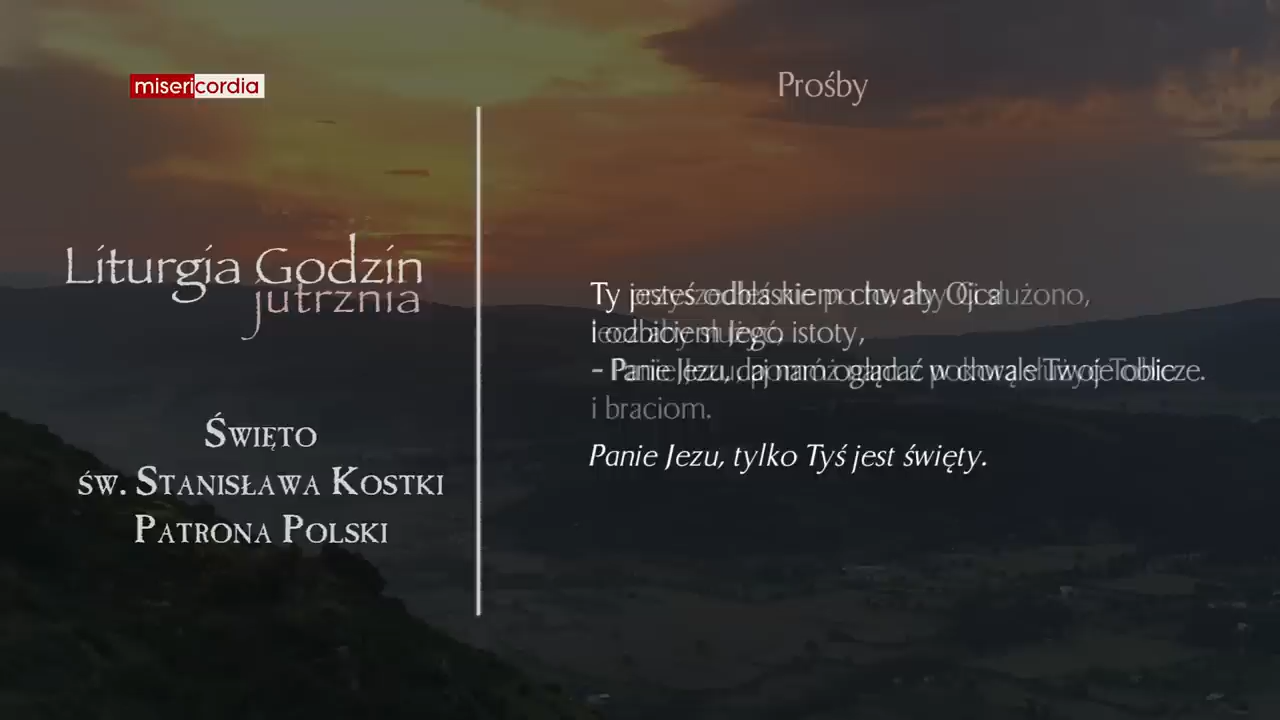 misericordia
Prośby
Liturgia Godzin
jutrznia
Święto
św. Stanisława Kostki
Patrona Polski
Ty jesteś odblaskiem chwały Ojca
i odbiciem Jego istoty,
- Panie Jezu, daj nam oglądać w chwale Twoje oblicze.
i braciom.
Panie Jezu, tylko Tyś jest święty.